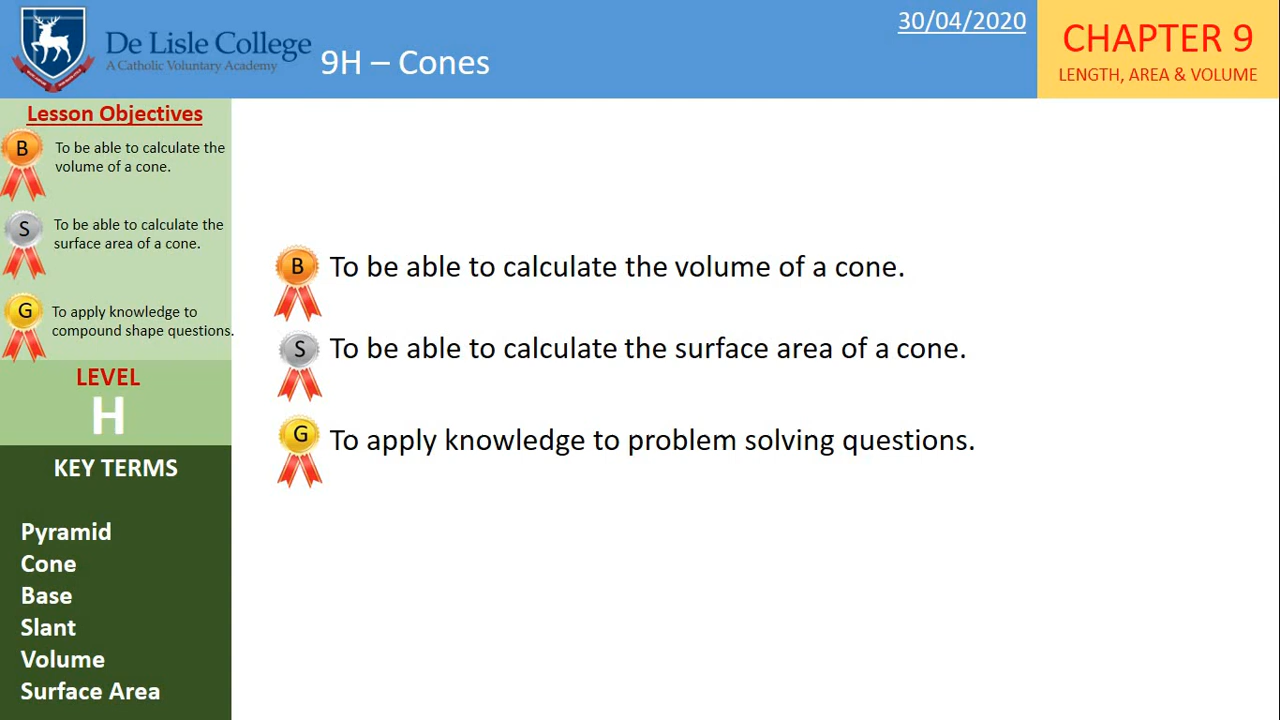 De Lisle College
A Catholic Voluntary Academy
9H – Cones
30/04/2020
CHAPTER 9
LENGTH, AREA & VOLUME
Lesson Objectives
B
To be able to calculate the
volume of a cone.
S
To be able to calculate the
surface area of a cone.
G
To apply knowledge to
compound shape questions.
LEVEL
H
KEY TERMS
Pyramid
Cone
Base
Slant
Volume
Surface Area
B To be able to calculate the volume of a cone.
S To be able to calculate the surface area of a cone.
G To apply knowledge to problem solving questions.